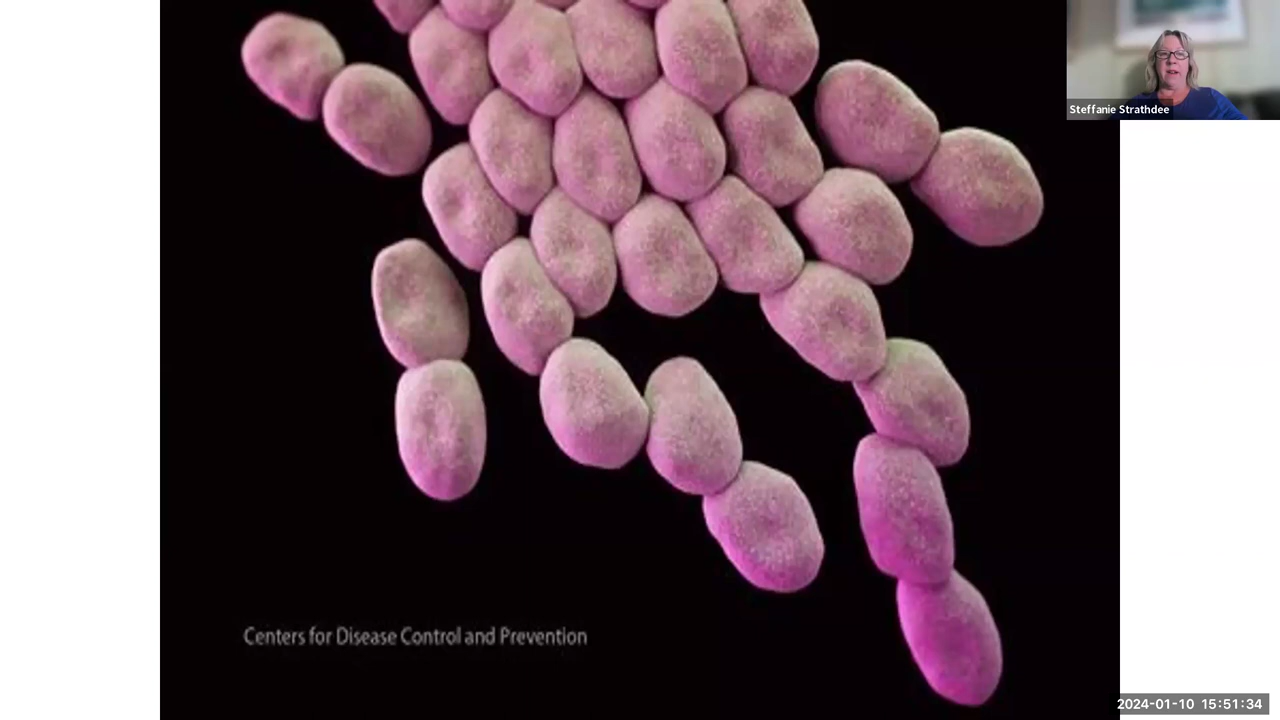 Steffanie Strathdee
Centers for Disease Control and Prevention
2024-01-10 15:51:34